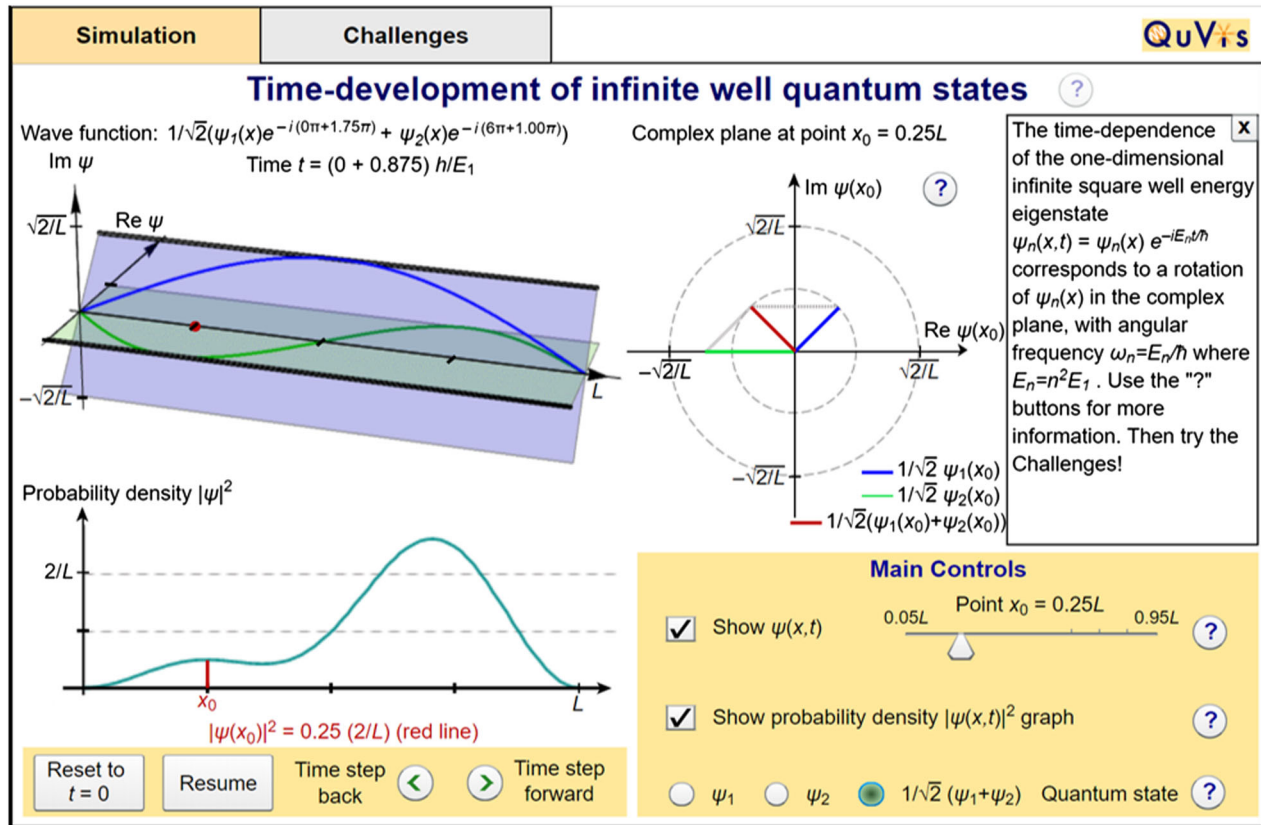 Simulation
Challenges
QuVis
Time-development of infinite well quantum states
?
Wave function: 1/√2(ψ₁(x)e^−i(0π+1.75π) + ψ₂(x)e^−i(6π+1.00π))
Time t = (0 + 0.875) h/E₁
Im ψ
√2/L
Re ψ
−√2/L
L
Complex plane at point x₀ = 0.25L
Im ψ(x₀)
?
√2/L
Re ψ(x₀)
−√2/L
√2/L
−√2/L
1/√2 ψ₁(x₀)
1/√2 ψ₂(x₀)
1/√2(ψ₁(x₀)+ψ₂(x₀))
X
The time-dependence
of the one-dimensional
infinite square well energy
eigenstate
ψₙ(x,t) = ψₙ(x) e^−iEₙt/ℏ
corresponds to a rotation
of ψₙ(x) in the complex
plane, with angular
frequency ωₙ=Eₙ/ℏ where
Eₙ=n²E₁ . Use the "?"
buttons for more
information. Then try the
Challenges!
Probability density |ψ|²
2/L
x₀
L
|ψ(x₀)|² = 0.25 (2/L) (red line)
Reset to
t = 0
Resume
Time step
back
<
>
Time step
forward
Main Controls
Show ψ(x,t)
0.05L
Point x₀ = 0.25L
0.95L
?
Show probability density |ψ(x,t)|² graph
?
ψ₁
ψ₂
1/√2 (ψ₁+ψ₂)
Quantum state
?